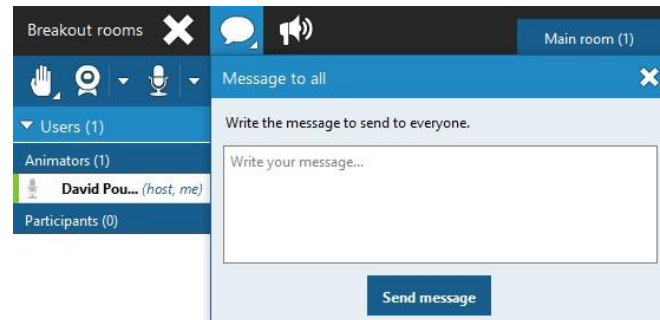 Breakout rooms
Main room (1)
Message to all
Users (1)
Write the message to send to everyone.
Animators (1)
Write your message...
David Pou... (host, me)
Participants (0)
Send message